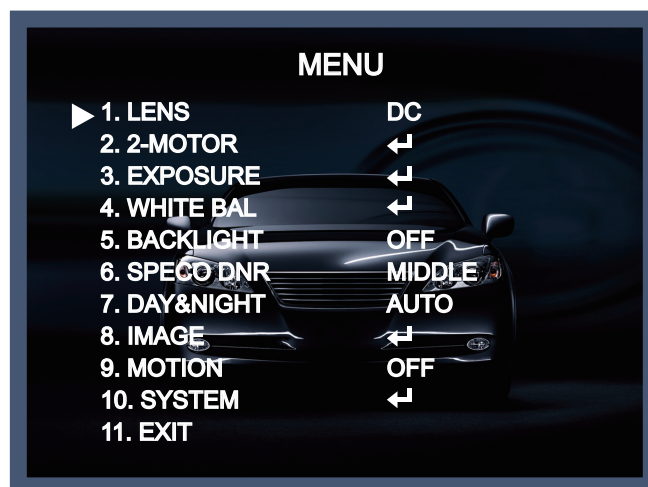 MENU
1. LENS DC
2. 2-MOTOR ↵
3. EXPOSURE ↵
4. WHITE BAL ↵
5. BACKLIGHT OFF
6. SPECO DNR MIDDLE
7. DAY&NIGHT AUTO
8. IMAGE ↵
9. MOTION OFF
10. SYSTEM ↵
11. EXIT